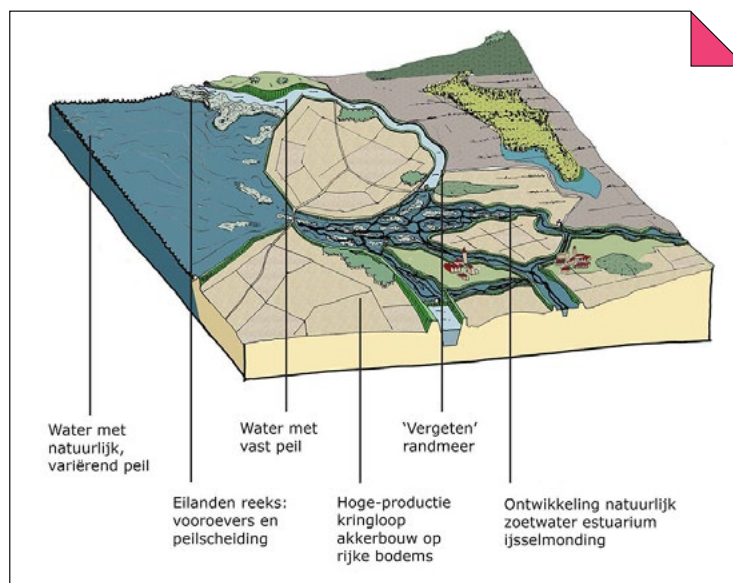 Water met
natuurlijk,
variërend peil
Water met
vast peil
‘Vergeten’
randmeer
Eilanden reeks:
vooroevers en
peilscheiding
Hoge-productie
kringloop
akkerbouw op
rijke bodems
Ontwikkeling natuurlijk
zoetwater estuarium
ijsselmonding